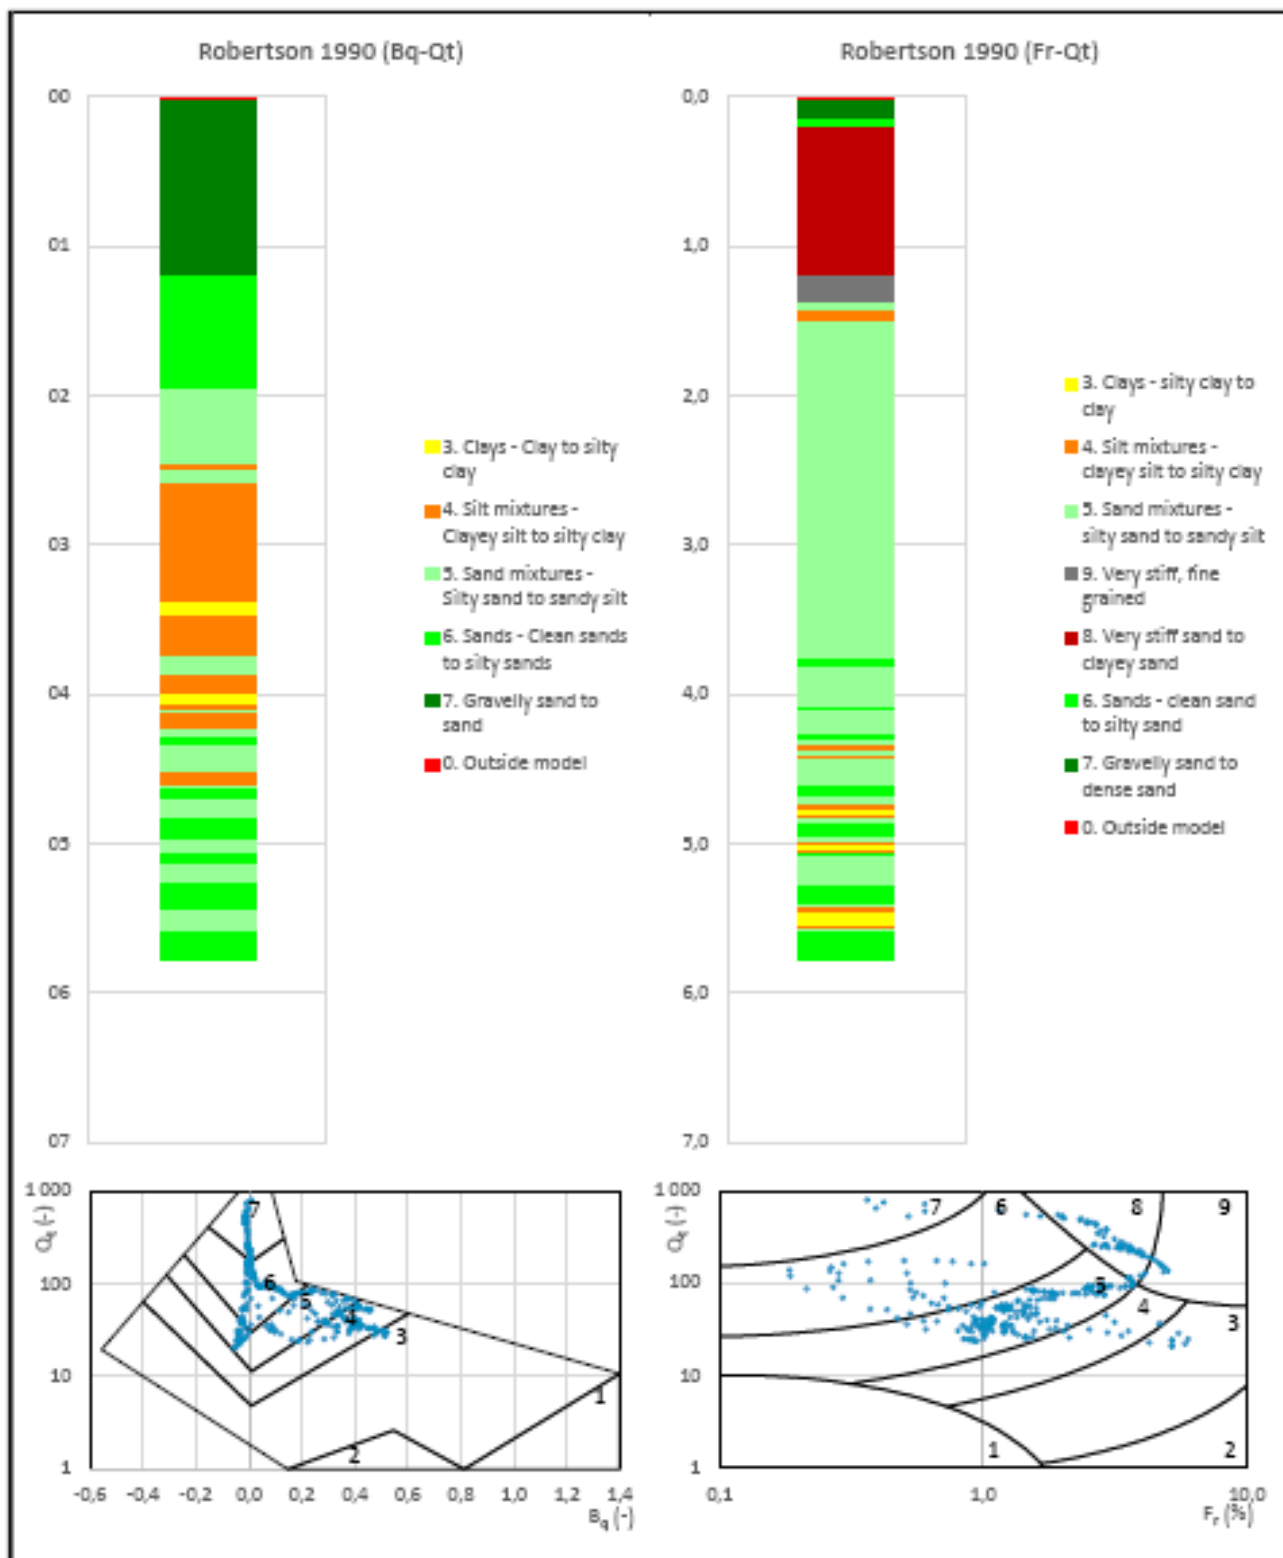 Robertson 1990 (Bq-Qt)
00
01
02
03
04
05
06
07
3. Clays - Clay to silty
clay
4. Silt mixtures -
Clayey silt to silty clay
5. Sand mixtures -
Silty sand to sandy silt
6. Sands - Clean sands
to silty sands
7. Gravelly sand to
sand
0. Outside model
Robertson 1990 (Fr-Qt)
0,0
1,0
2,0
3,0
4,0
5,0
6,0
7,0
3. Clays - silty clay to
clay
4. Silt mixtures -
clayey silt to silty clay
5. Sand mixtures -
silty sand to sandy silt
9. Very stiff, fine
grained
8. Very stiff sand to
clayey sand
6. Sands - clean sand
to silty sand
7. Gravelly sand to
dense sand
0. Outside model
Qt (-)
1 000
100
10
1
7
6
5
4
3
1
2
-0,6 -0,4 -0,2 0,0 0,2 0,4 0,6 0,8 1,0 1,2 1,4
Bq (-)
Qt (-)
1 000
100
10
1
7 6 8 9
5
4
3
1 2
0,1 1,0 10,0
Fr (%)